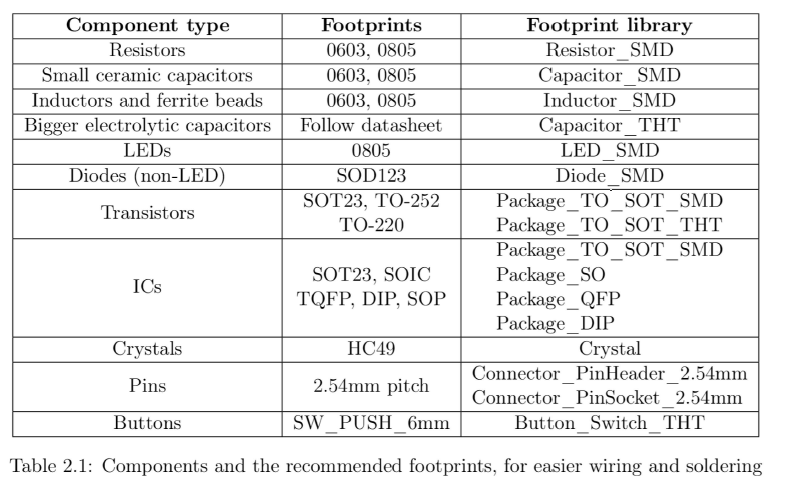 Component type Footprints Footprint library
Resistors 0603, 0805 Resistor_SMD
Small ceramic capacitors 0603, 0805 Capacitor_SMD
Inductors and ferrite beads 0603, 0805 Inductor_SMD
Bigger electrolytic capacitors Follow datasheet Capacitor_THT
LEDs 0805 LED_SMD
Diodes (non-LED) SOD123 Diode_SMD
Transistors
SOT23, TO-252
TO-220
Package_TO_SOT_SMD
Package_TO_SOT_THT
ICs
SOT23, SOIC
TQFP, DIP, SOP
Package_TO_SOT_SMD
Package_SO
Package_QFP
Package_DIP
Crystals HC49 Crystal
Pins
2.54mm pitch
Connector_PinHeader_2.54mm
Connector_PinSocket_2.54mm
Buttons SW_PUSH_6mm Button_Switch_THT
Table 2.1: Components and the recommended footprints, for easier wiring and soldering